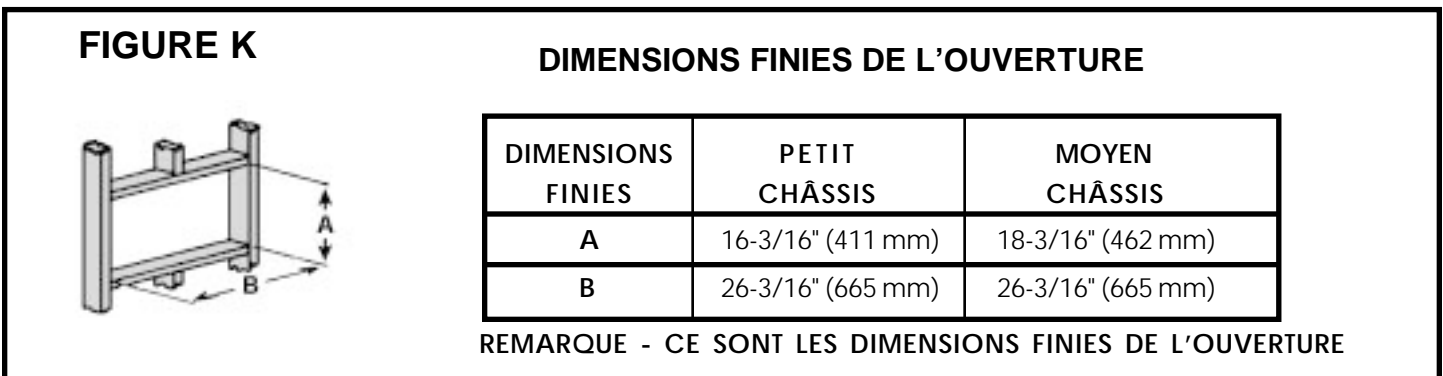 FIGURE K
DIMENSIONS FINIES DE L'OUVERTURE
A
B
DIMENSIONS FINIES PETIT CHÂSSIS MOYEN CHÂSSIS
A 16-3/16" (411 mm) 18-3/16" (462 mm)
B 26-3/16" (665 mm) 26-3/16" (665 mm)
REMARQUE - CE SONT LES DIMENSIONS FINIES DE L'OUVERTURE